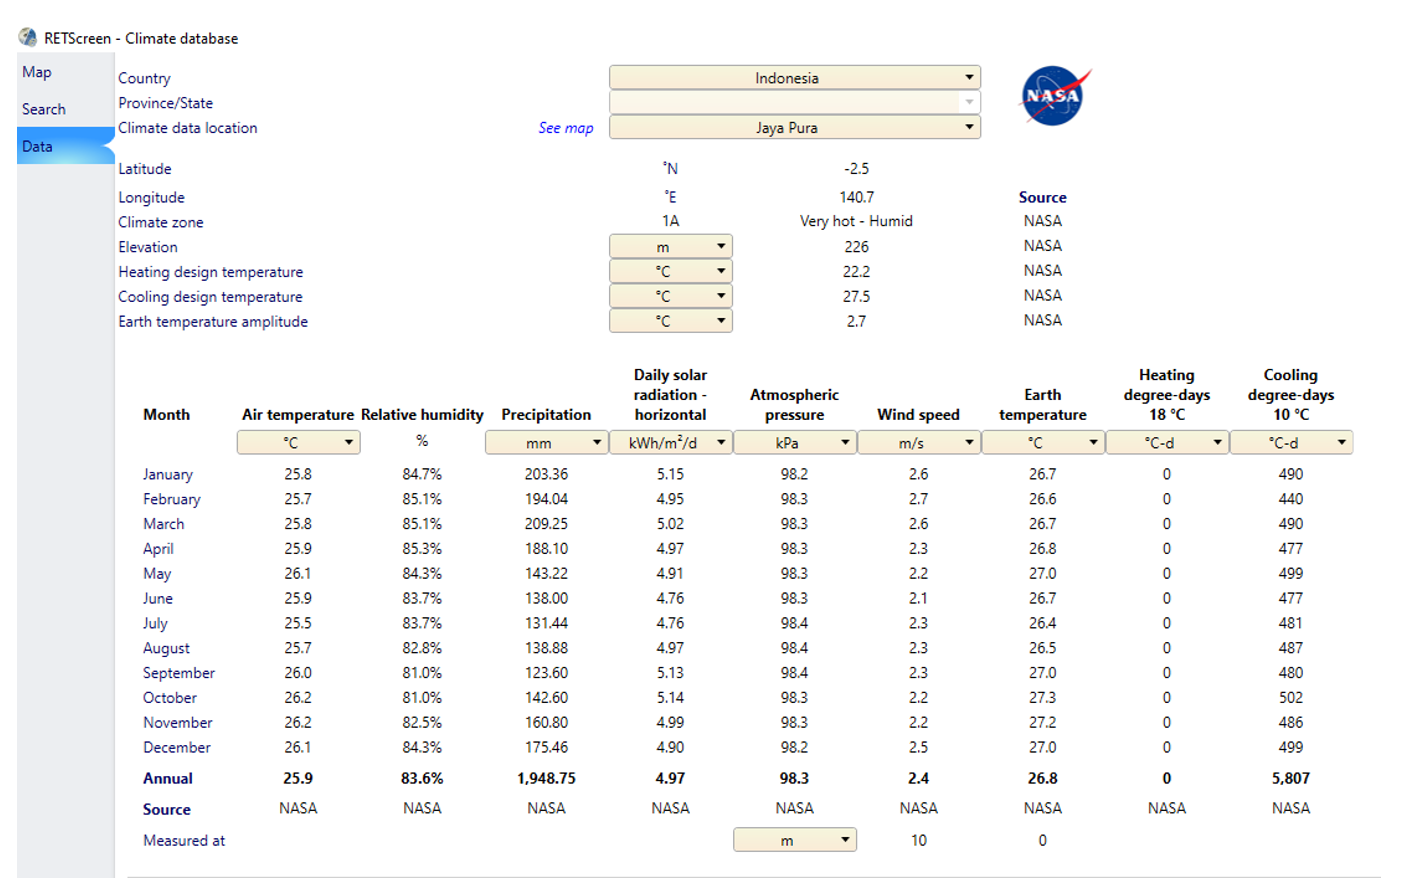 RETScreen - Climate database
Map
Search
Data
Country Indonesia
Province/State
Climate data location See map Jaya Pura
NASA
Latitude °N -2.5
Longitude °E 140.7 Source
Climate zone 1A Very hot - Humid NASA
Elevation m 226 NASA
Heating design temperature °C 22.2 NASA
Cooling design temperature °C 27.5 NASA
Earth temperature amplitude °C 2.7 NASA
Month Air temperature Relative humidity Precipitation Daily solar radiation - horizontal Atmospheric pressure Wind speed Earth temperature Heating degree-days 18 °C Cooling degree-days 10 °C
°C % mm kWh/m²/d kPa m/s °C °C-d °C-d
January 25.8 84.7% 203.36 5.15 98.2 2.6 26.7 0 490
February 25.7 85.1% 194.04 4.95 98.3 2.7 26.6 0 440
March 25.8 85.1% 209.25 5.02 98.3 2.6 26.7 0 490
April 25.9 85.3% 188.10 4.97 98.3 2.3 26.8 0 477
May 26.1 84.3% 143.22 4.91 98.3 2.2 27.0 0 499
June 25.9 83.7% 138.00 4.76 98.3 2.1 26.7 0 477
July 25.5 83.7% 131.44 4.76 98.4 2.3 26.4 0 481
August 25.7 82.8% 138.88 4.97 98.4 2.3 26.5 0 487
September 26.0 81.0% 123.60 5.13 98.4 2.3 27.0 0 480
October 26.2 81.0% 142.60 5.14 98.3 2.2 27.3 0 502
November 26.2 82.5% 160.80 4.99 98.3 2.2 27.2 0 486
December 26.1 84.3% 175.46 4.90 98.2 2.5 27.0 0 499
Annual 25.9 83.6% 1,948.75 4.97 98.3 2.4 26.8 0 5,807
Source NASA NASA NASA NASA NASA NASA NASA NASA NASA
Measured at m 10 0